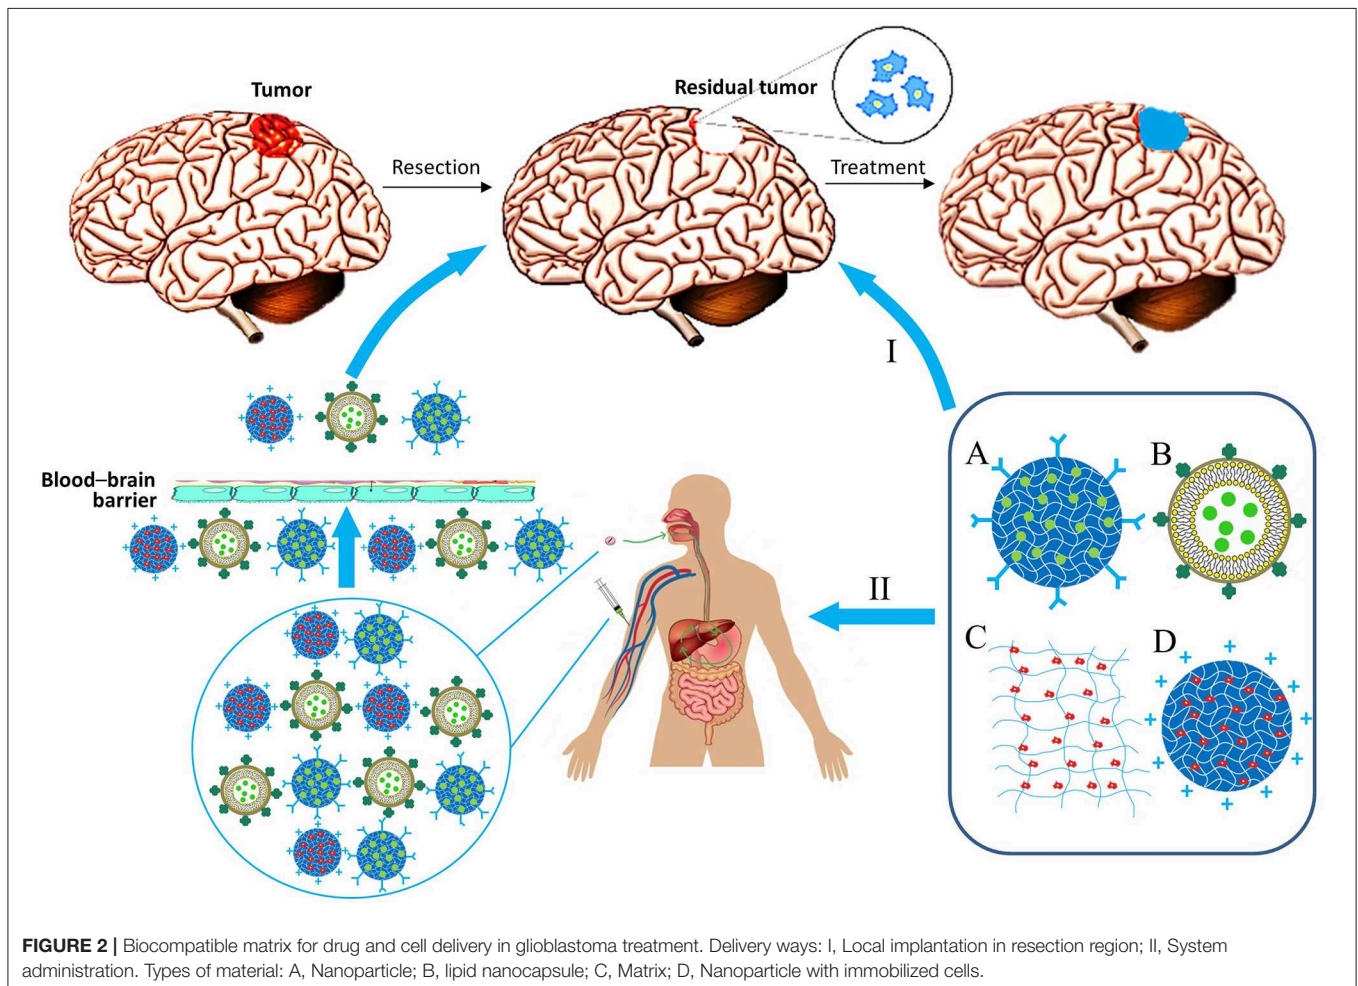 Tumor
Residual tumor
Resection
Treatment
I
Blood–brain
barrier
A
B
II
C
D
FIGURE 2 | Biocompatible matrix for drug and cell delivery in glioblastoma treatment. Delivery ways: I, Local implantation in resection region; II, System
administration. Types of material: A, Nanoparticle; B, lipid nanocapsule; C, Matrix; D, Nanoparticle with immobilized cells.